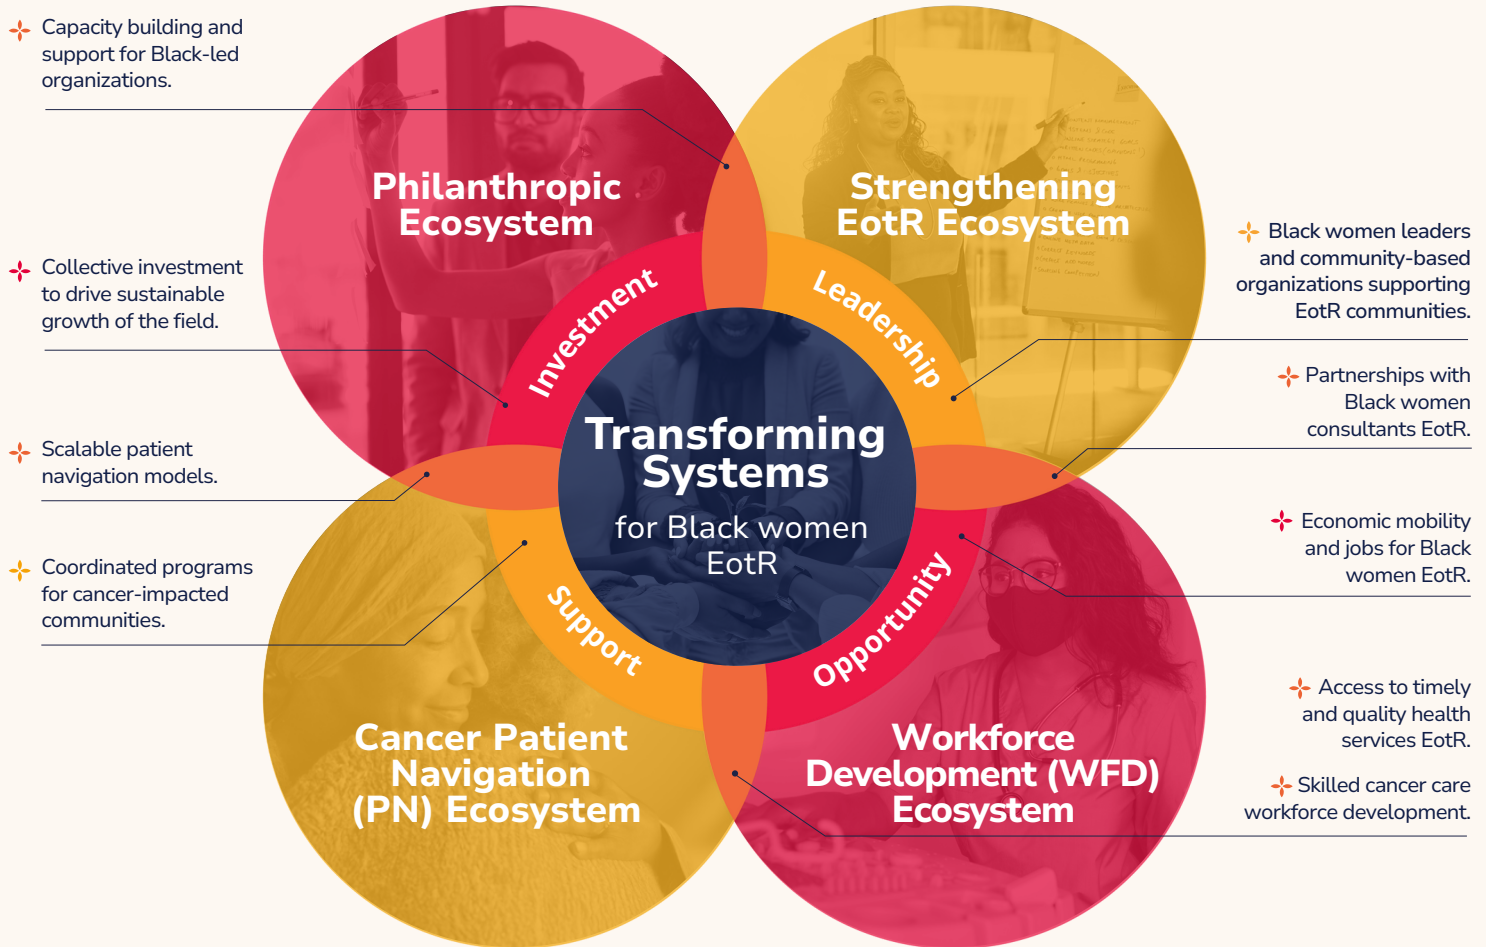 Capacity building and
support for Black-led
organizations.
Collective investment
to drive sustainable
growth of the field.
Scalable patient
navigation models.
Coordinated programs
for cancer-impacted
communities.
Philanthropic
Ecosystem
Strengthening
EotR Ecosystem
Investment
Leadership
Transforming
Systems
for Black women
EotR
Support
Opportunity
Cancer Patient
Navigation
(PN) Ecosystem
Workforce
Development (WFD)
Ecosystem
Black women leaders
and community-based
organizations supporting
EotR communities.
Partnerships with
Black women
consultants EotR.
Economic mobility
and jobs for Black
women EotR.
Access to timely
and quality health
services EotR.
Skilled cancer care
workforce development.